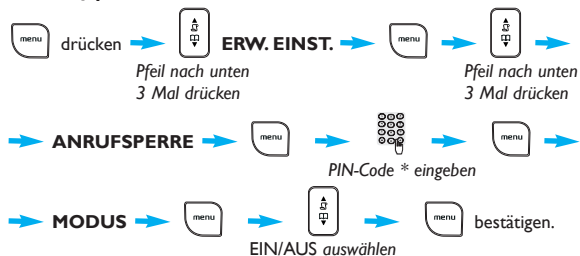 menu drücken ERW. EINST. menu
Pfeil nach unten Pfeil nach unten
3 Mal drücken 3 Mal drücken
ANRUFSPERRE menu menu
PIN-Code * eingeben
MODUS menu menu bestätigen.
EIN/AUS auswählen